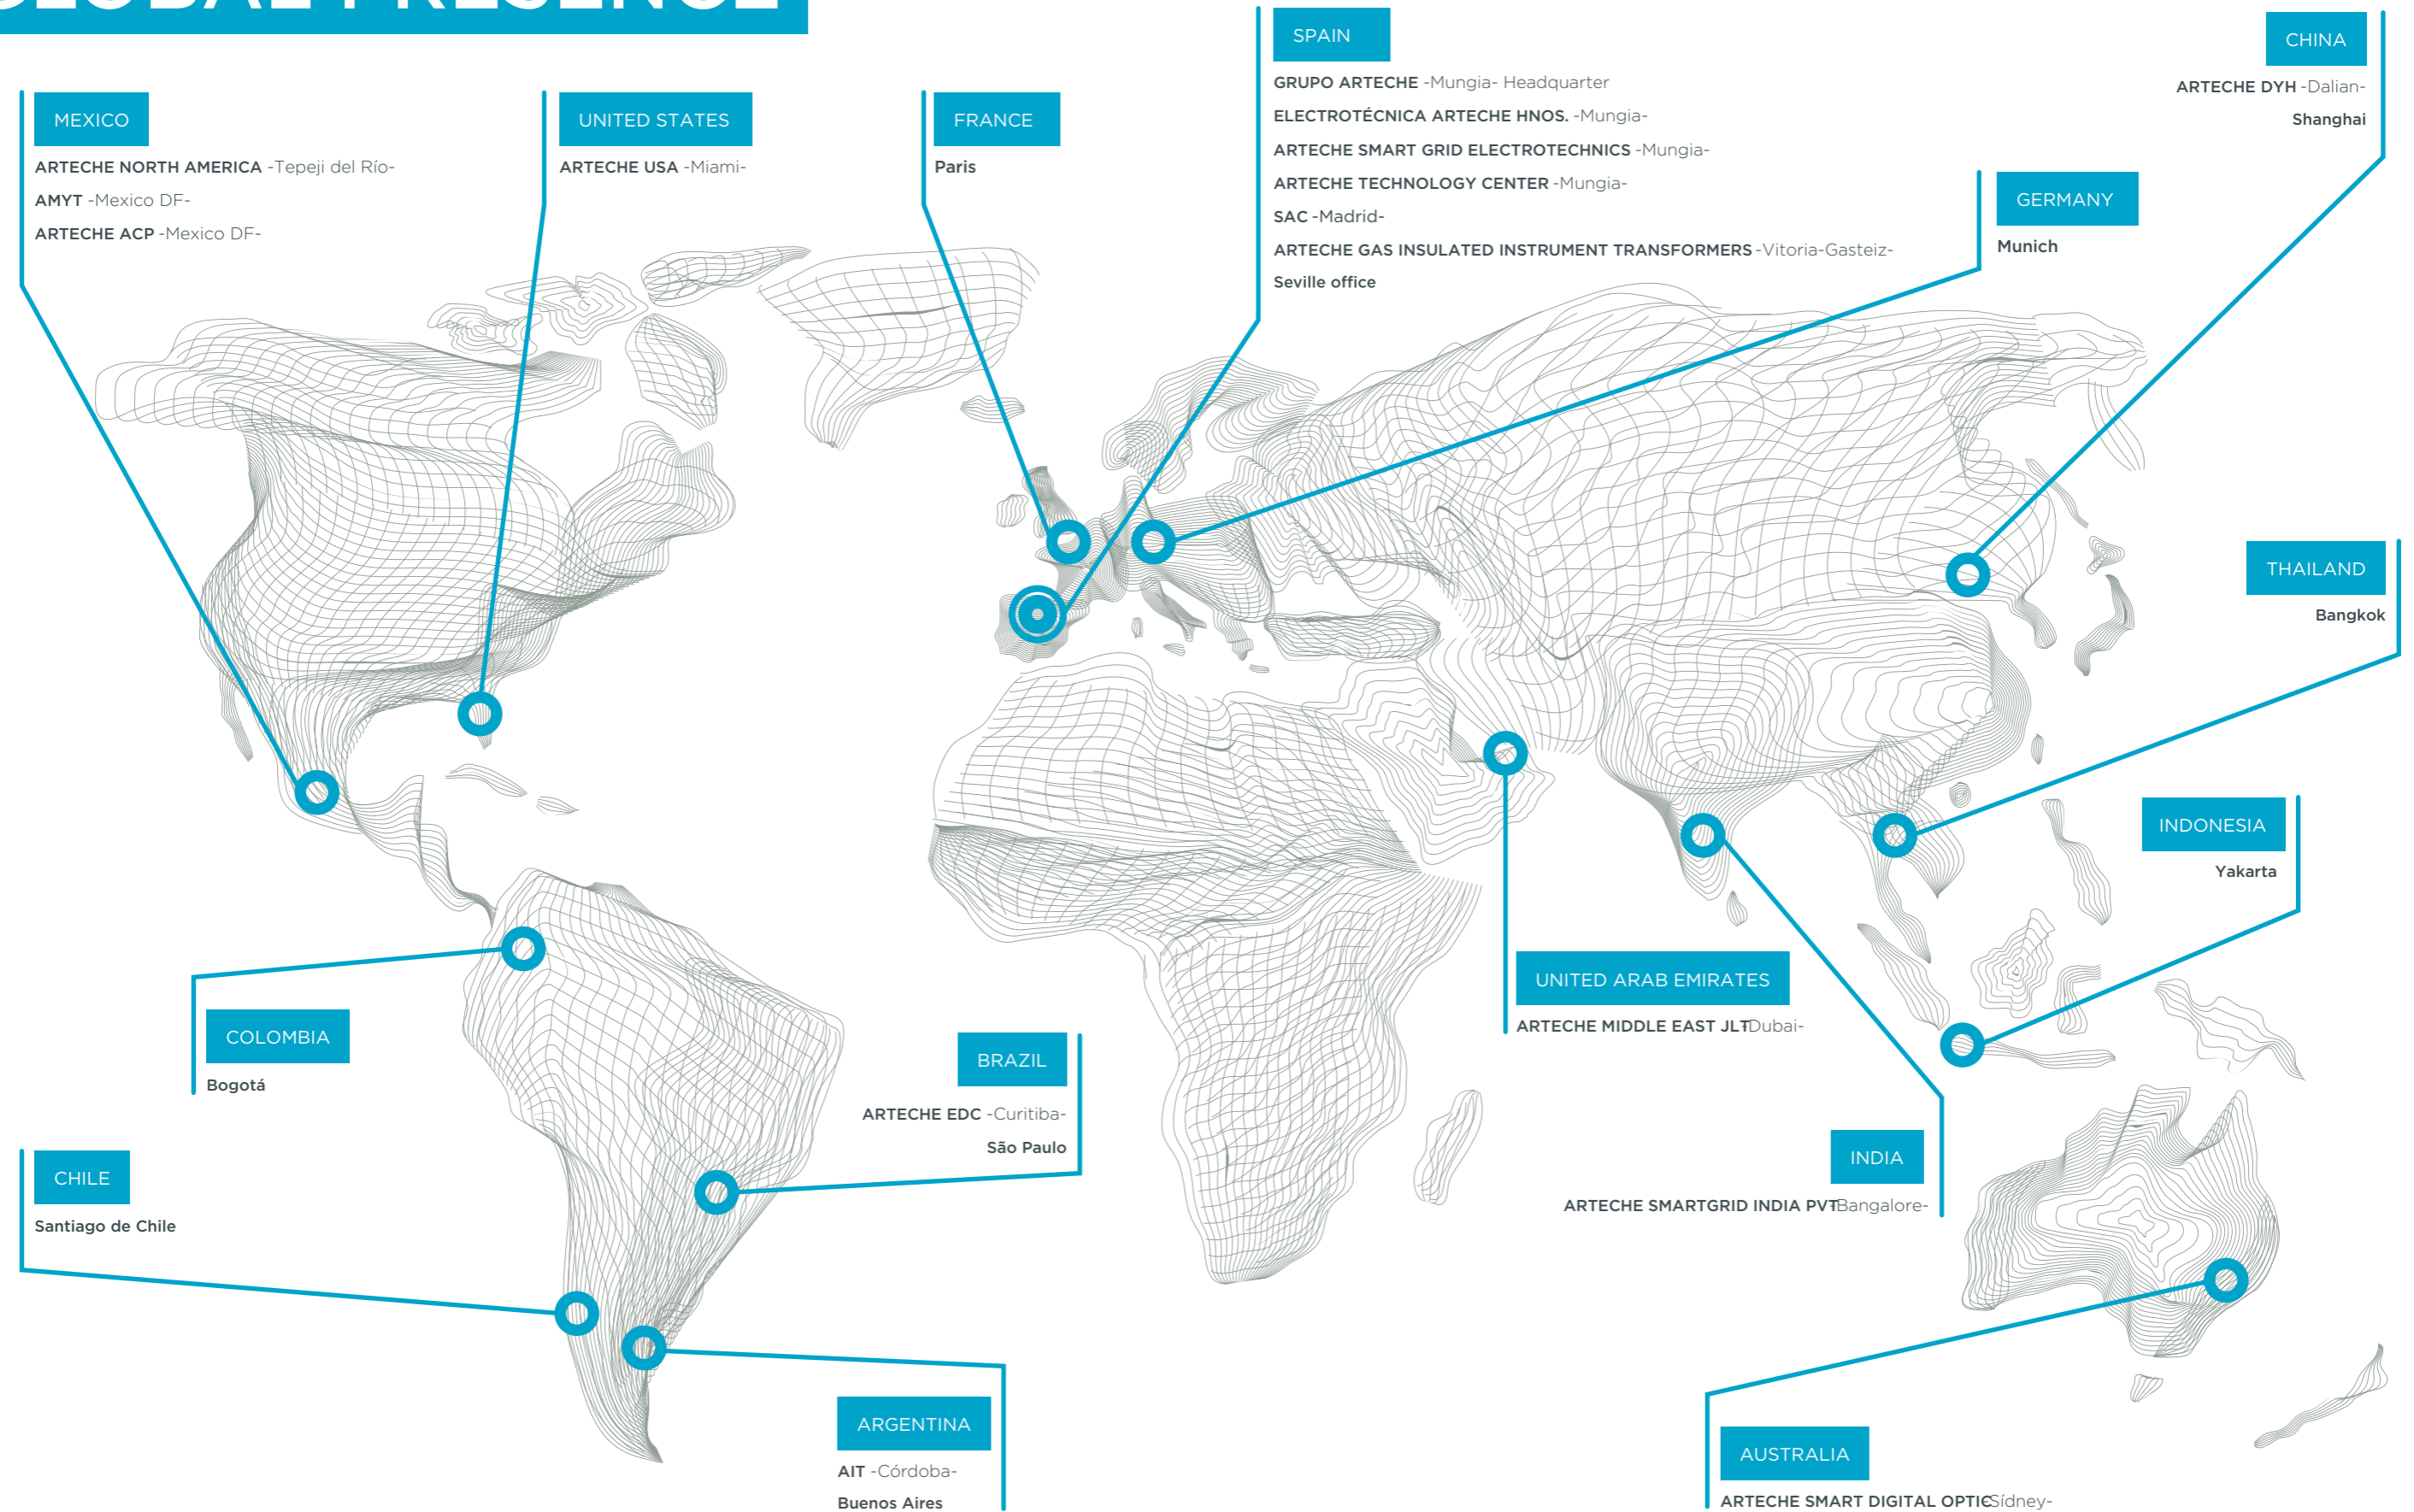 GLOBAL PRESENCE
MEXICO
ARTECHE NORTH AMERICA -Tepeji del Río-
AMYT -Mexico DF-
ARTECHE ACP -Mexico DF-
UNITED STATES
ARTECHE USA -Miami-
FRANCE
Paris
SPAIN
GRUPO ARTECHE -Mungia- Headquarter
ELECTROTÉCNICA ARTECHE HNOS. -Mungia-
ARTECHE SMART GRID ELECTROTECHNICS -Mungia-
ARTECHE TECHNOLOGY CENTER -Mungia-
SAC -Madrid-
ARTECHE GAS INSULATED INSTRUMENT TRANSFORMERS -Vitoria-Gasteiz-
Seville office
GERMANY
Munich
CHINA
ARTECHE DYH -Dalian-
Shanghai
THAILAND
Bangkok
INDONESIA
Yakarta
UNITED ARAB EMIRATES
ARTECHE MIDDLE EAST JLT -Dubai-
COLOMBIA
Bogotá
BRAZIL
ARTECHE EDC -Curitiba-
São Paulo
INDIA
ARTECHE SMARTGRID INDIA PVT -Bangalore-
CHILE
Santiago de Chile
ARGENTINA
AIT -Córdoba-
Buenos Aires
AUSTRALIA
ARTECHE SMART DIGITAL OPTIC -Sídney-